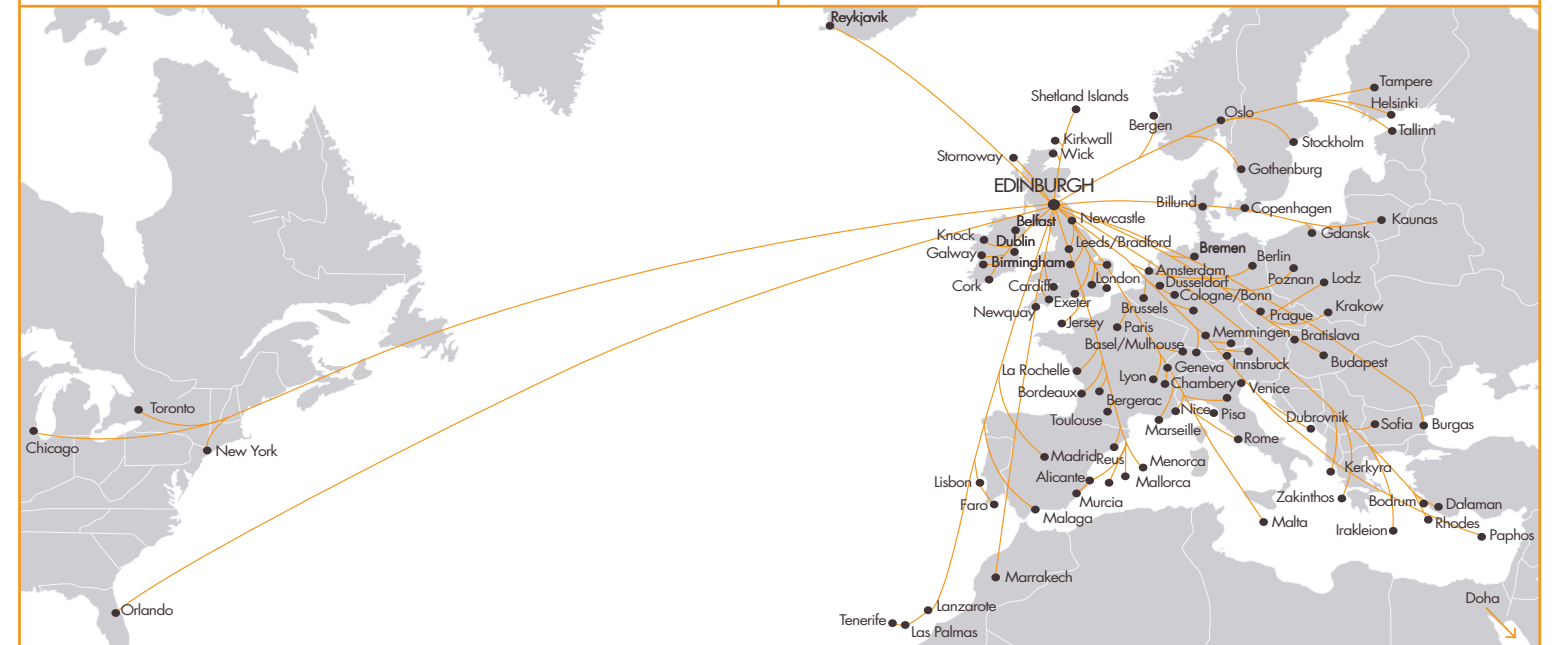 Reykjavik
Tampere
Shetland Islands
Helsinki
Oslo
Bergen
Tallinn
Kirkwall
Stockholm
Wick
Stornoway
Gothenburg
EDINBURGH
Billund
Copenhagen
Newcastle
Kaunas
Belfast
Gdansk
Knock
Dublin
Leeds/Bradford
Bremen
Galway
Birmingham
Berlin
Amsterdam
London
Poznan
Lodz
Cork
Cardiff
Dusseldorf
Cologne/Bonn
Exeter
Brussels
Krakow
Newquay
Prague
Jersey
Paris
Memmingen
Bratislava
Basel/Mulhouse
Innsbruck
Budapest
La Rochelle
Geneva
Lyon
Chambery
Venice
Bordeaux
Bergerac
Toronto
Nice
Pisa
Dubrovnik
Toulouse
Sofia
Burgas
Marseille
Rome
Chicago
New York
Madrid
Reus
Menorca
Kerkyra
Alicante
Mallorca
Lisbon
Zakinthos
Murcia
Bodrum
Dalaman
Faro
Malaga
Malta
Rhodes
Irakleion
Paphos
Marrakech
Doha
Lanzarote
Orlando
Tenerife
Las Palmas